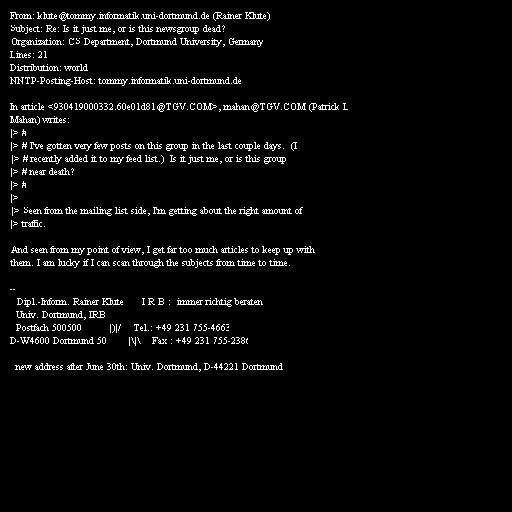 From: klute@tommy.informatik.uni-dortmund.de (Rainer Klute)
Subject: Re: Is it just me, or is this newsgroup dead?
Organization: CS Department, Dortmund University, Germany
Lines: 21
Distribution: world
NNTP-Posting-Host: tommy.informatik.uni-dortmund.de

In article <930419000332.60e01d81@TGV.COM>, mahan@TGV.COM (Patrick L
Mahan) writes:
|> #
|> # I've gotten very few posts on this group in the last couple days.  (I
|> # recently added it to my feed list.)  Is it just me, or is this group
|> # near death?
|> #
|>
|> Seen from the mailing list side, I'm getting about the right amount of
|> traffic.

And seen from my point of view, I get far too much articles to keep up with
them. I am lucky if I can scan through the subjects from time to time.

--
  Dipl.-Inform. Rainer Klute      I R B :  immer richtig beraten
  Univ. Dortmund, IRB
  Postfach 500500         |)|/    Tel.: +49 231 755-4663
D-W4600 Dortmund 50       |\|\    Fax : +49 231 755-2386

  new address after June 30th: Univ. Dortmund, D-44221 Dortmund